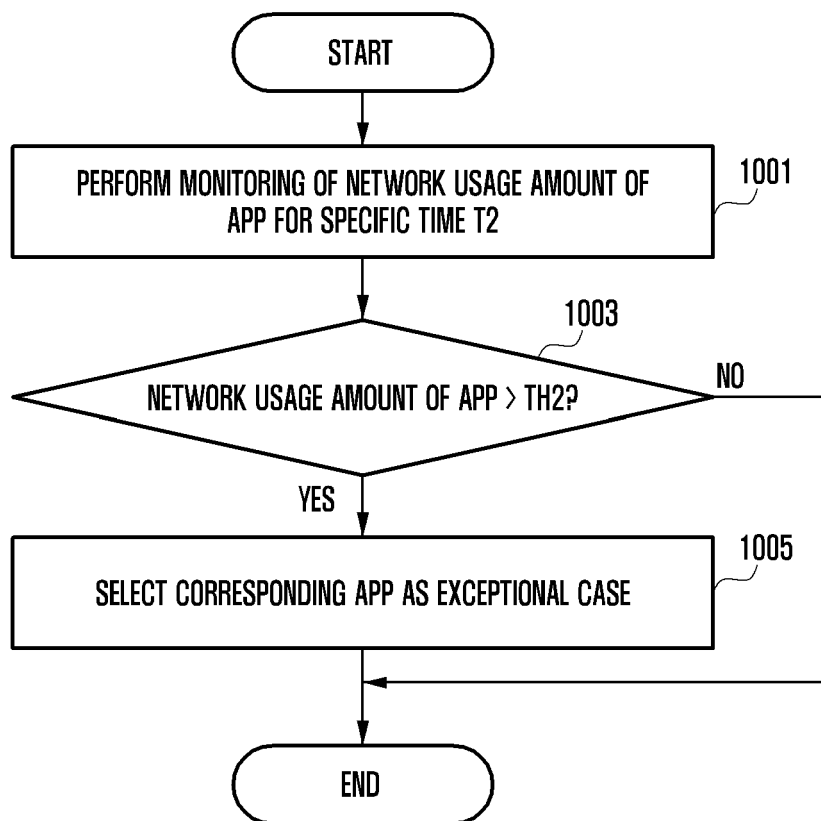 START
PERFORM MONITORING OF NETWORK USAGE AMOUNT OF
APP FOR SPECIFIC TIME T2
1001
1003
NETWORK USAGE AMOUNT OF APP > TH2?
NO
YES
1005
SELECT CORRESPONDING APP AS EXCEPTIONAL CASE
END